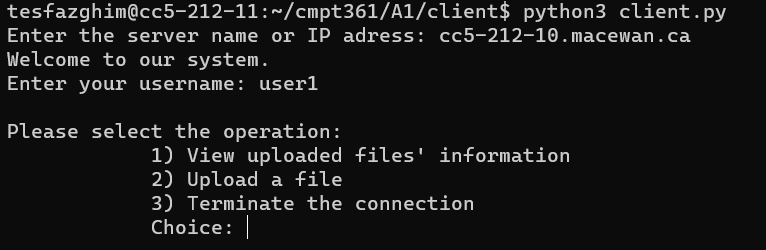 tesfazghim@cc5-212-11:~/cmpt361/A1/client$ python3 client.py
Enter the server name or IP adress: cc5-212-10.macewan.ca
Welcome to our system.
Enter your username: user1
Please select the operation:
1) View uploaded files' information
2) Upload a file
3) Terminate the connection
Choice: